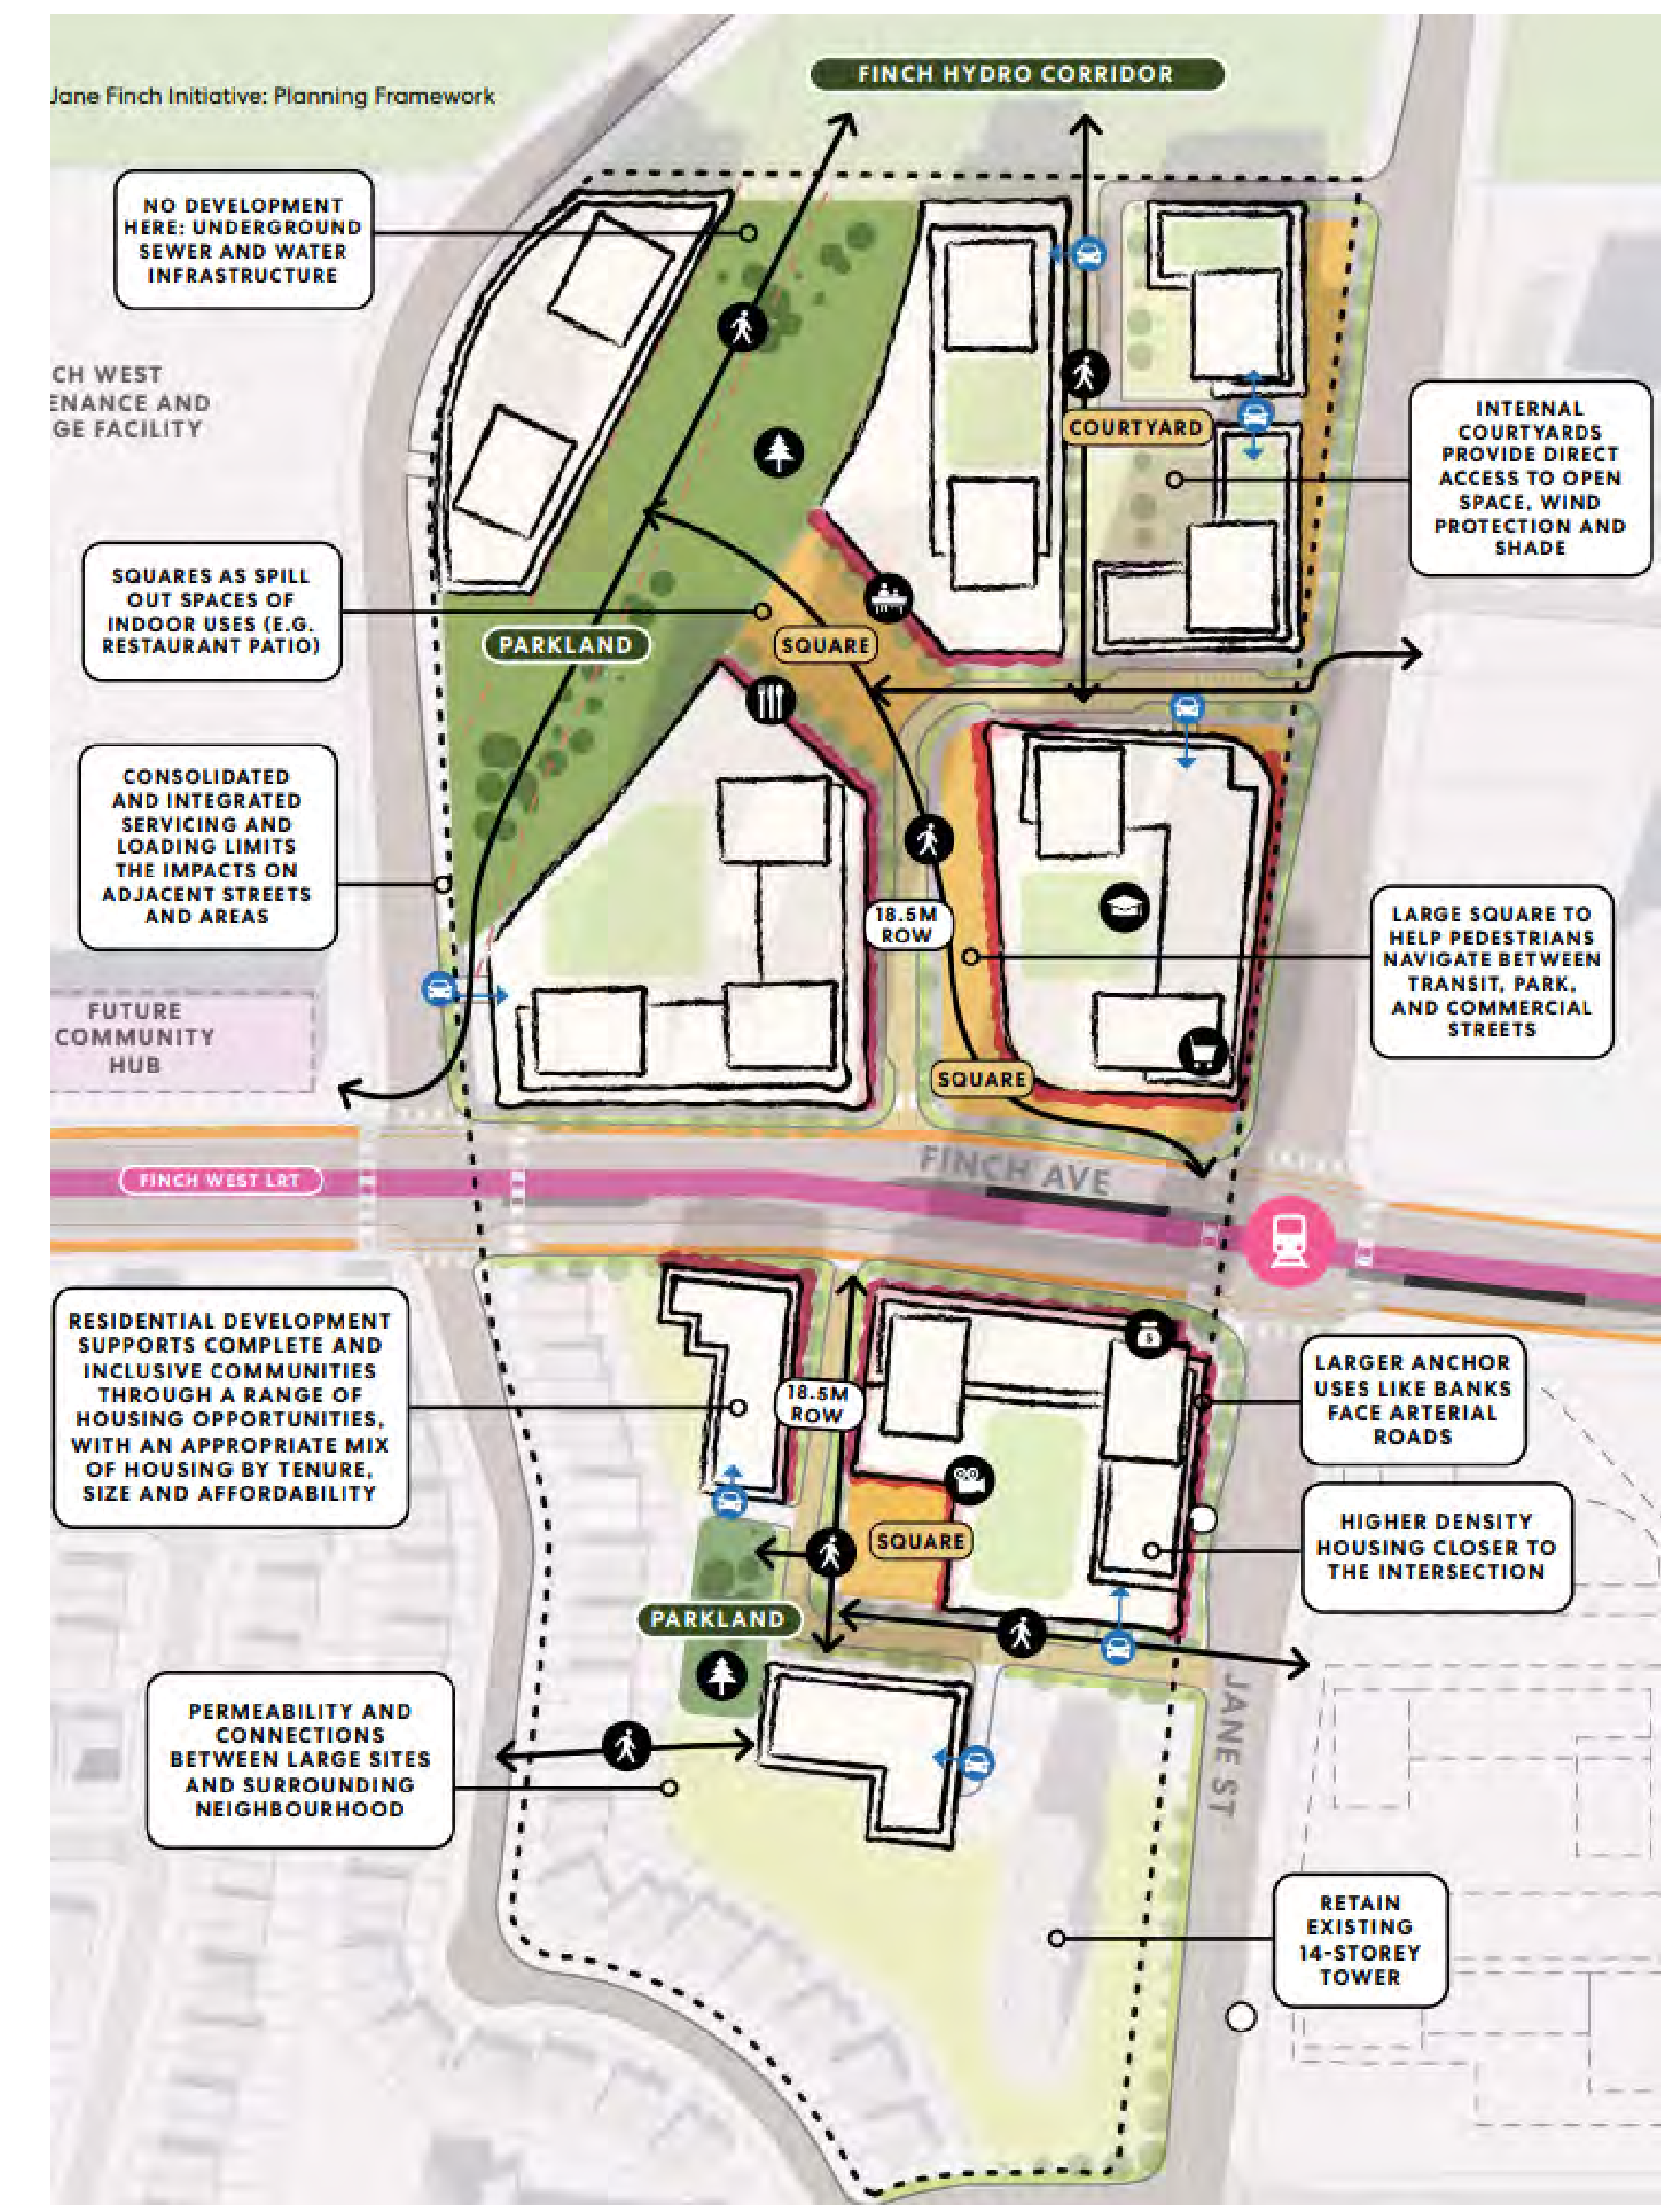 FINCH HYDRO CORRIDOR
Jane Finch Initiative: Planning Framework
NO DEVELOPMENT
HERE: UNDERGROUND
SEWER AND WATER
INFRASTRUCTURE
CH WEST
ENANCE AND
GE FACILITY
COURTYARD
INTERNAL
COURTYARDS
PROVIDE DIRECT
ACCESS TO OPEN
SPACE, WIND
PROTECTION AND
SHADE
SQUARES AS SPILL
OUT SPACES OF
INDOOR USES (E.G.
RESTAURANT PATIO)
PARKLAND
SQUARE
CONSOLIDATED
AND INTEGRATED
SERVICING AND
LOADING LIMITS
THE IMPACTS ON
ADJACENT STREETS
AND AREAS
18.5M
ROW
LARGE SQUARE TO
HELP PEDESTRIANS
NAVIGATE BETWEEN
TRANSIT, PARK,
AND COMMERCIAL
STREETS
FUTURE
COMMUNITY
HUB
SQUARE
FINCH WEST LRT
FINCH AVE
RESIDENTIAL DEVELOPMENT
SUPPORTS COMPLETE AND
INCLUSIVE COMMUNITIES
THROUGH A RANGE OF
HOUSING OPPORTUNITIES,
WITH AN APPROPRIATE MIX
OF HOUSING BY TENURE,
SIZE AND AFFORDABILITY
18.5M
ROW
$
LARGER ANCHOR
USES LIKE BANKS
FACE ARTERIAL
ROADS
SQUARE
HIGHER DENSITY
HOUSING CLOSER TO
THE INTERSECTION
PARKLAND
PERMEABILITY AND
CONNECTIONS
BETWEEN LARGE SITES
AND SURROUNDING
NEIGHBOURHOOD
JANE ST
RETAIN
EXISTING
14-STOREY
TOWER